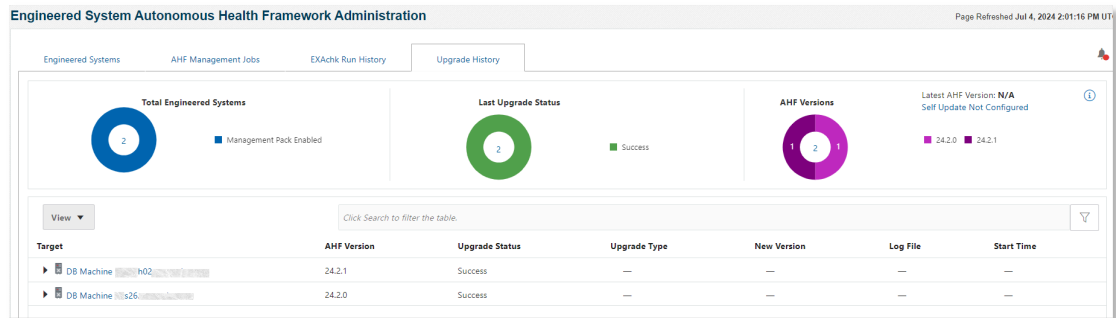 Engineered System Autonomous Health Framework Administration
Page Refreshed Jul 4, 2024 2:01:16 PM UT
Engineered Systems AHF Management Jobs EXAchk Run History Upgrade History
Total Engineered Systems
2
Management Pack Enabled
Last Upgrade Status
2
Success
AHF Versions
1 2 1
Latest AHF Version: N/A
Self Update Not Configured
24.2.0 24.2.1
View
Click Search to filter the table.
Target AHF Version Upgrade Status Upgrade Type New Version Log File Start Time
DB Machine h02 24.2.1 Success — — — —
DB Machine s26 24.2.0 Success — — — —